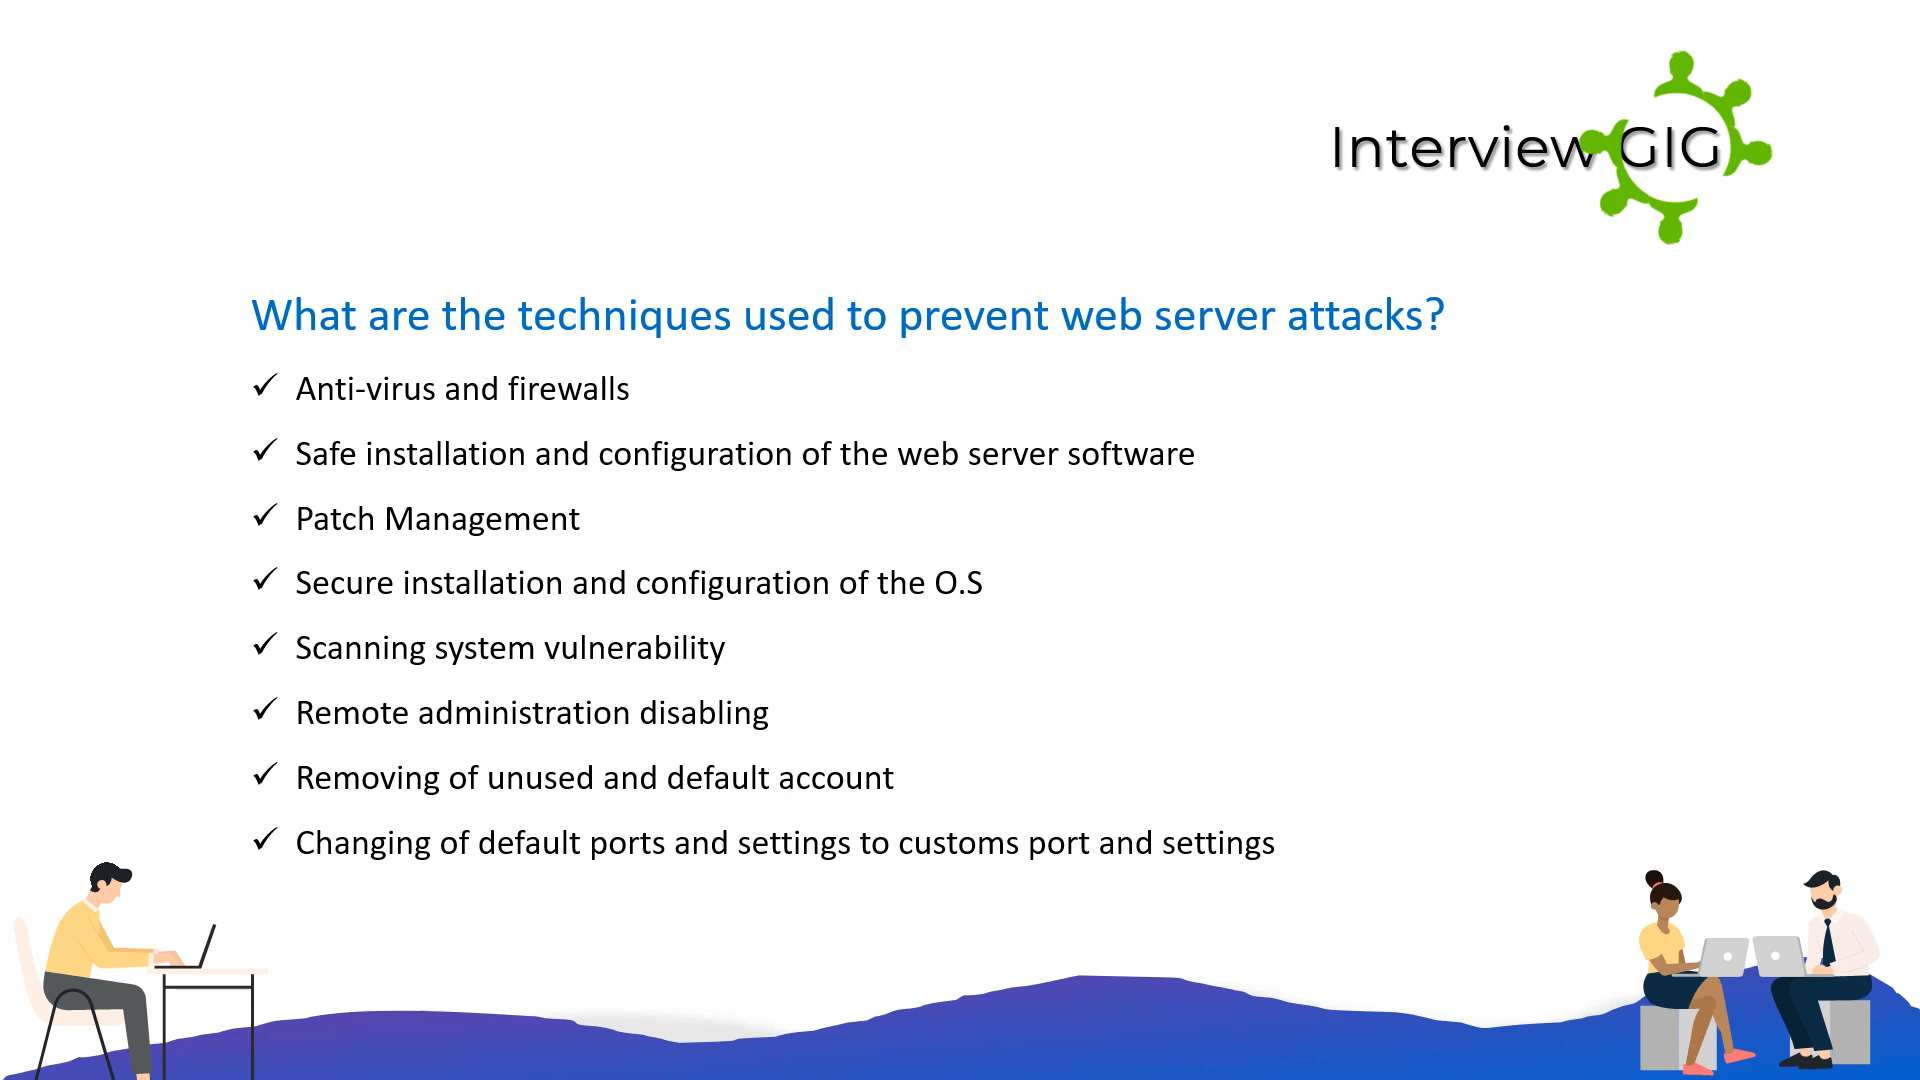 Interview GIG
What are the techniques used to prevent web server attacks?
✓ Anti-virus and firewalls
✓ Safe installation and configuration of the web server software
✓ Patch Management
✓ Secure installation and configuration of the O.S
✓ Scanning system vulnerability
✓ Remote administration disabling
✓ Removing of unused and default account
✓ Changing of default ports and settings to customs port and settings